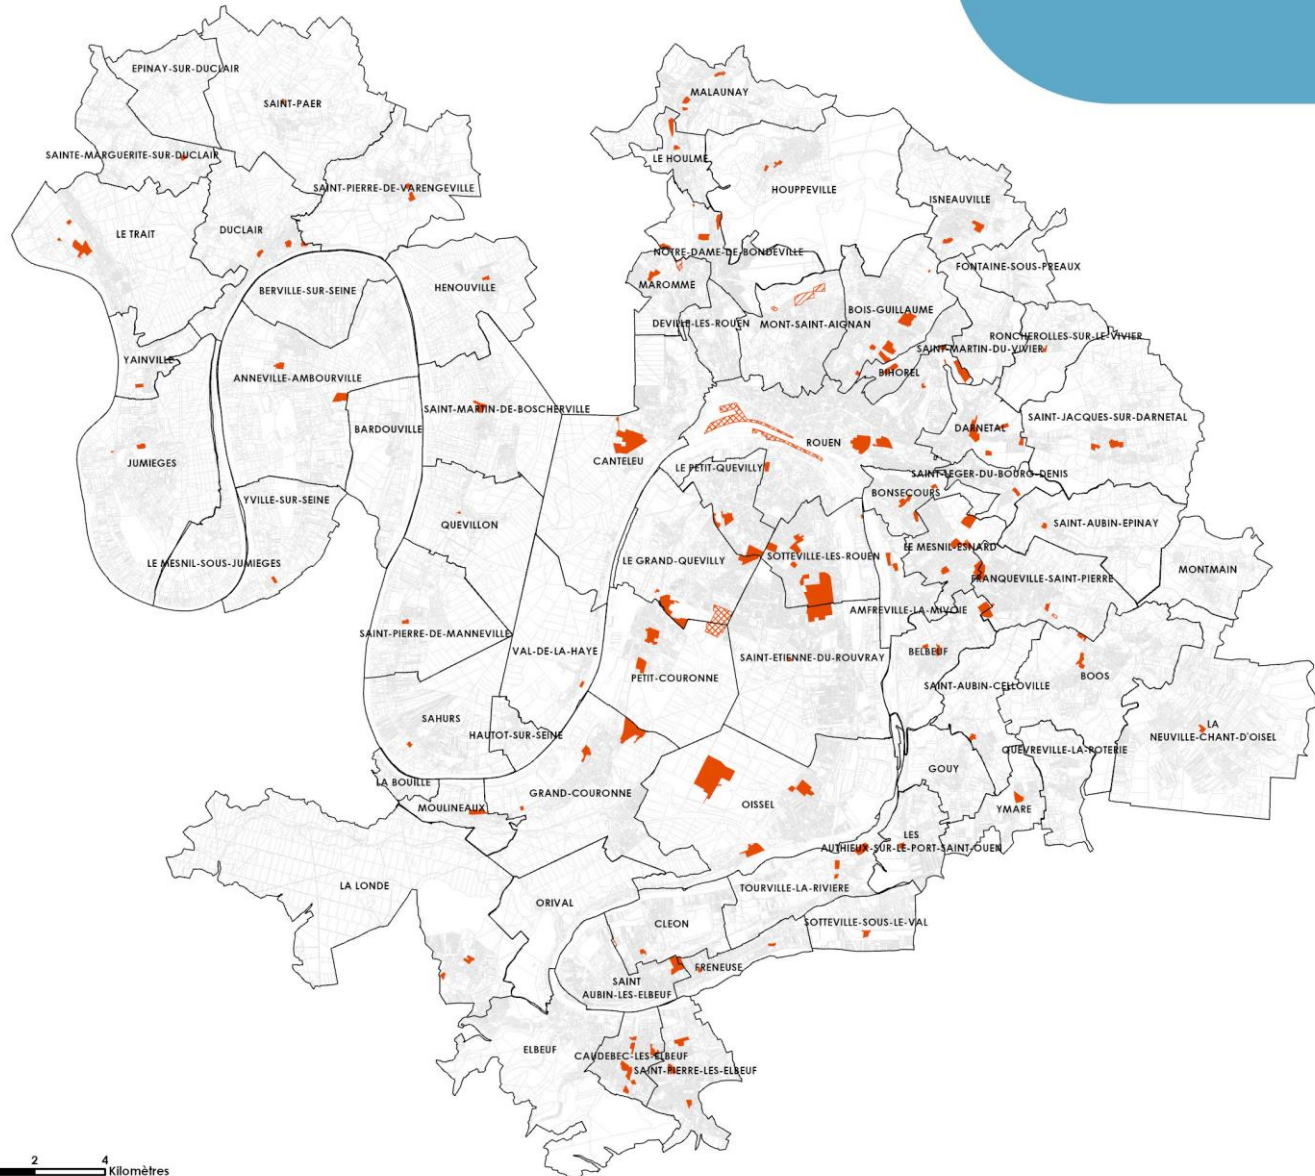 EPINAY-SUR-DUCLAIR
MALAUNAY
SAINT-PAER
SAINTE-MARGUERITE-SUR-DUCLAIR
LE HOULME
SAINT-PIERRE-DE-VARENGEVILLE
HOUPPEVILLE
ISNEAUVILLE
LE TRAIT
DUCLAIR
NOTRE-DAME-DE-BONDEVILLE
FONTAINE-SOUS-PREAUX
BERVILLE-SUR-SEINE
HENOUVILLE
MAROMME
BOIS-GUILLAUME
DEVILLE-LES-ROUEN
MONT-SAINT-AIGNAN
RONCHEROLLES-SUR-LE-VIVIER
SAINT-MARTIN-DU-VIVIER
YAINVILLE
ANNEVILLE-AMBOURVILLE
BIHOREL
SAINT-MARTIN-DE-BOSCHERVILLE
SAINT-JACQUES-SUR-DARNETAL
BARDOUVILLE
DARNETAL
ROUEN
JUMIEGES
CANTELEU
LE PETIT-QUEVILLY
SAINT-LEGER-DU-BOURG-DENIS
YVILLE-SUR-SEINE
BONSECOURS
QUEVILLON
SAINT-AUBIN-EPINAY
LE MESNIL-ESNARD
SOTTEVILLE-LES-ROUEN
LE MESNIL-SOUS-JUMIEGES
LE GRAND-QUEVILLY
MONTMAIN
FRANQUEVILLE-SAINT-PIERRE
AMFREVILLE-LA-MIVOIE
SAINT-PIERRE-DE-MANNEVILLE
VAL-DE-LA-HAYE
BELBEUF
SAINT-ETIENNE-DU-ROUVRAY
PETIT-COURONNE
BOOS
SAINT-AUBIN-CELLOVILLE
SAHURS
LA
NEUVILLE-CHANT-D'OISEL
HAUTOT-SUR-SEINE
QUEVREVILLE-LA-POTERIE
GOUY
LA BOUILLE
GRAND-COURONNE
MOULINEAUX
OISSEL
YMARE
LES
AUTHIEUX-SUR-LE-PORT-SAINT-OUEN
LA LONDE
TOURVILLE-LA-RIVIERE
ORIVAL
CLEON
SOTTEVILLE-SOUS-LE-VAL
FRENEUSE
SAINT
AUBIN-LES-ELBEUF
ELBEUF
CAUDEBEC-LES-ELBEUF
SAINT-PIERRE-LES-ELBEUF
2 4
Kilomètres